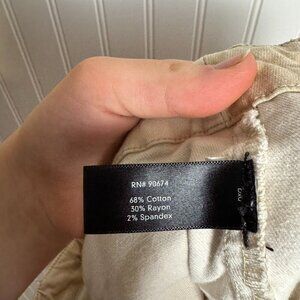 RN# 90674
68% Cotton
30% Rayon
2% Spandex